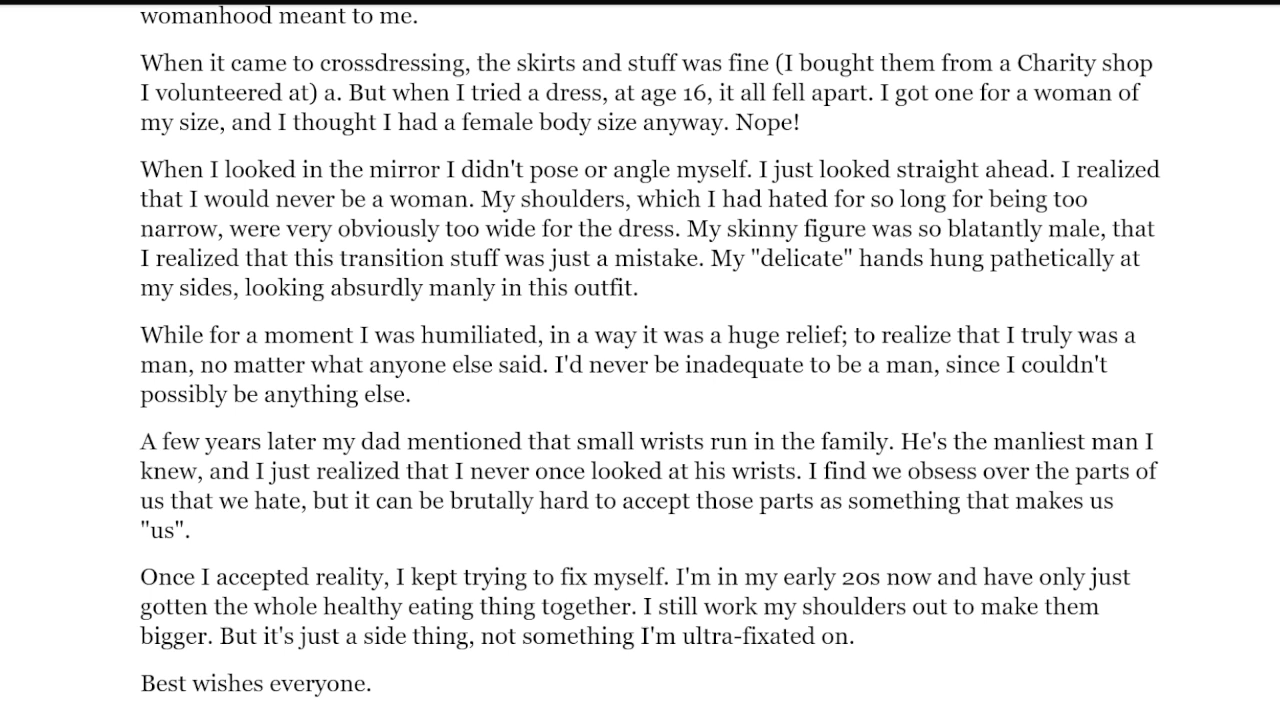 womanhood meant to me.
When it came to crossdressing, the skirts and stuff was fine (I bought them from a Charity shop
I volunteered at) a. But when I tried a dress, at age 16, it all fell apart. I got one for a woman of
my size, and I thought I had a female body size anyway. Nope!
When I looked in the mirror I didn't pose or angle myself. I just looked straight ahead. I realized
that I would never be a woman. My shoulders, which I had hated for so long for being too
narrow, were very obviously too wide for the dress. My skinny figure was so blatantly male, that
I realized that this transition stuff was just a mistake. My "delicate" hands hung pathetically at
my sides, looking absurdly manly in this outfit.
While for a moment I was humiliated, in a way it was a huge relief; to realize that I truly was a
man, no matter what anyone else said. I'd never be inadequate to be a man, since I couldn't
possibly be anything else.
A few years later my dad mentioned that small wrists run in the family. He's the manliest man I
knew, and I just realized that I never once looked at his wrists. I find we obsess over the parts of
us that we hate, but it can be brutally hard to accept those parts as something that makes us
"us".
Once I accepted reality, I kept trying to fix myself. I'm in my early 20s now and have only just
gotten the whole healthy eating thing together. I still work my shoulders out to make them
bigger. But it's just a side thing, not something I'm ultra-fixated on.
Best wishes everyone.